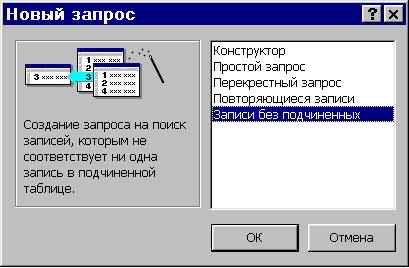 Новый запрос
3 xxx xxx
1 xxx
2
3
4
1 xxx xxx
2 xxx xxx
3 xxx xxx
4 xxx xxx
Создание запроса на поиск
записей, которым не
соответствует ни одна
запись в подчиненной
таблице.
Конструктор
Простой запрос
Перекрестный запрос
Повторяющиеся записи
Записи без подчиненных
ОК
Отмена